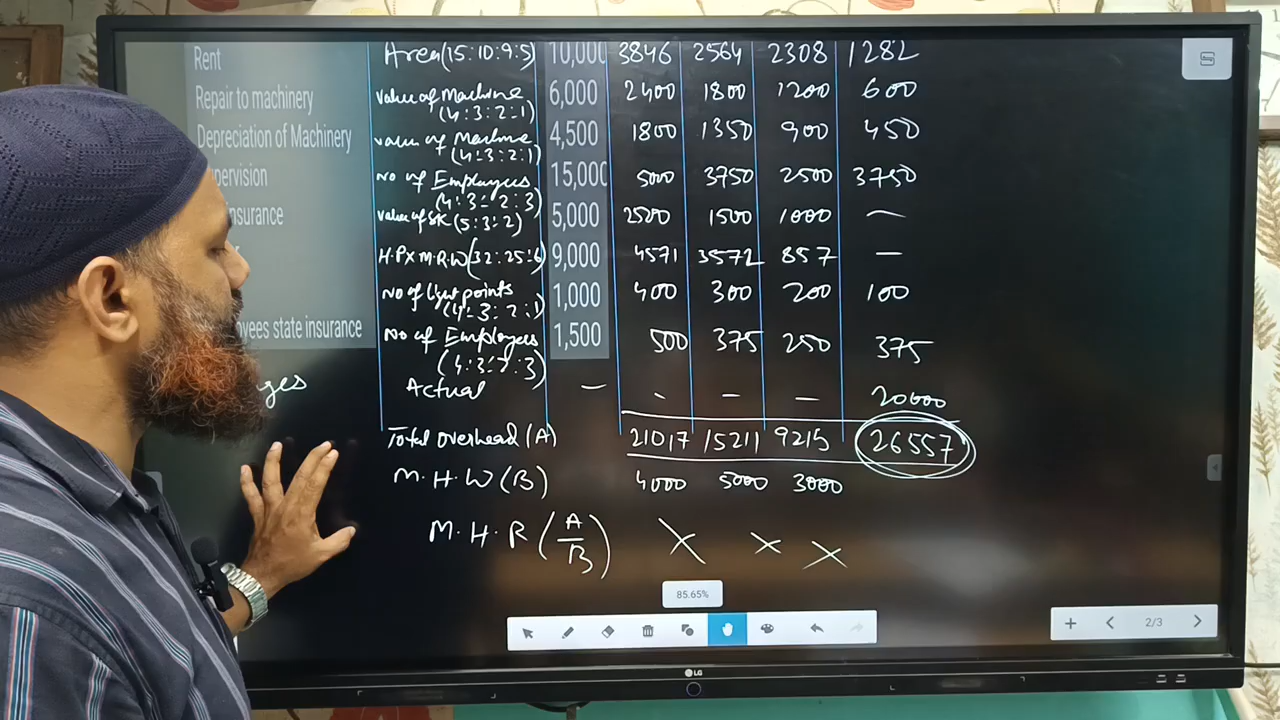 Rent Area (15:10:9:5) 10,000 3846 2564 2308 1282
Repair to machinery value of Machine (4:3:2:1) 6,000 2400 1800 1200 600
Depreciation of Machinery value of Machine (4:3:2:1) 4,500 1800 1350 900 450
pervision No of Employees (4:3:2:3) 15,000 5000 3750 2500 3750
insurance value of SK (5:3:2) 5,000 2500 1500 1000 —
H.P x M.R.W (32:25:6) 9,000 4571 3572 857 —
No of light points (4:3:2:1) 1,000 400 300 200 100
yees state insurance No of Employees (4:3:2:3) 1,500 500 375 250 375
ges Actual — - — — 20000
Total overhead (A) 21017 15211 9215 26557
M.H.W (B) 4000 5000 3000
M.H.R (A/B) X X X
85.65%
2/3
LG